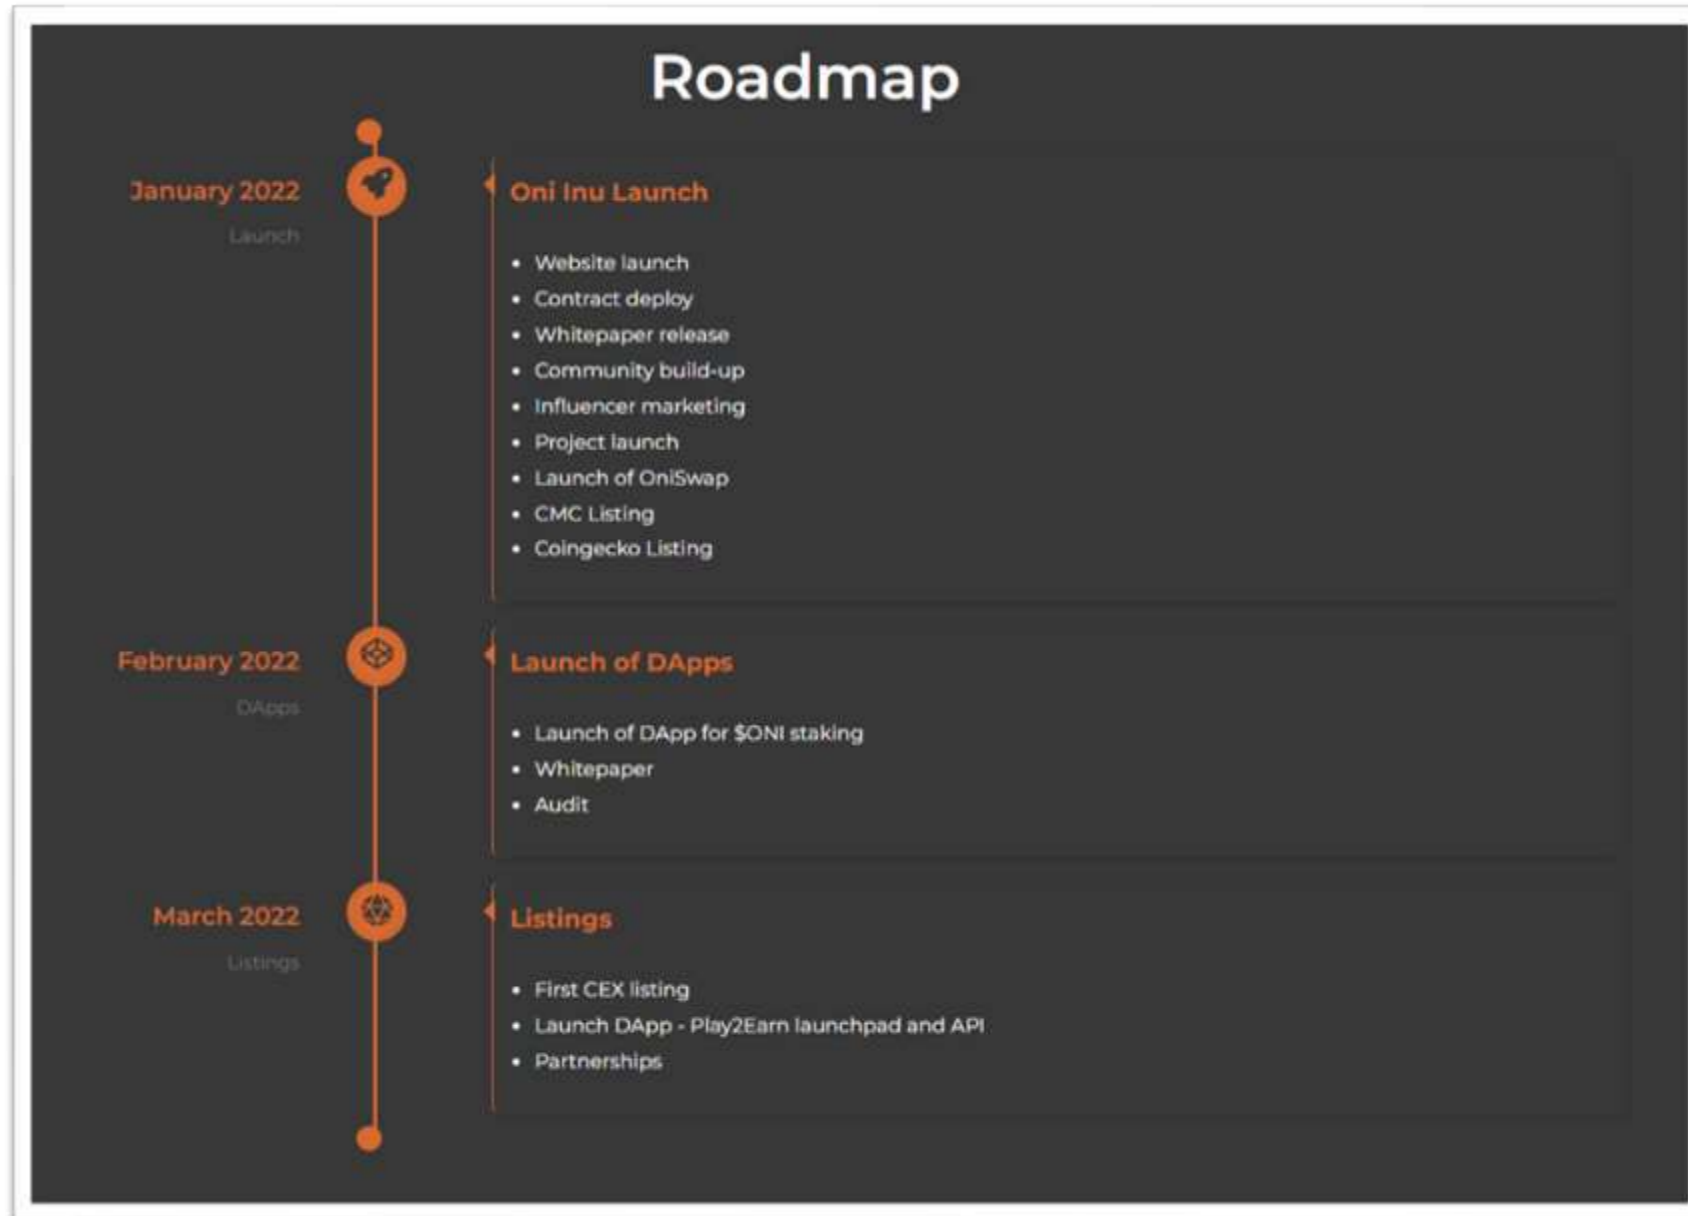 Roadmap
January 2022
Launch
Oni Inu Launch
• Website launch
• Contract deploy
• Whitepaper release
• Community build-up
• Influencer marketing
• Project launch
• Launch of OniSwap
• CMC Listing
• Coingecko Listing
February 2022
DApps
Launch of DApps
• Launch of DApp for $ONI staking
• Whitepaper
• Audit
March 2022
Listings
Listings
• First CEX listing
• Launch DApp - Play2Earn launchpad and API
• Partnerships